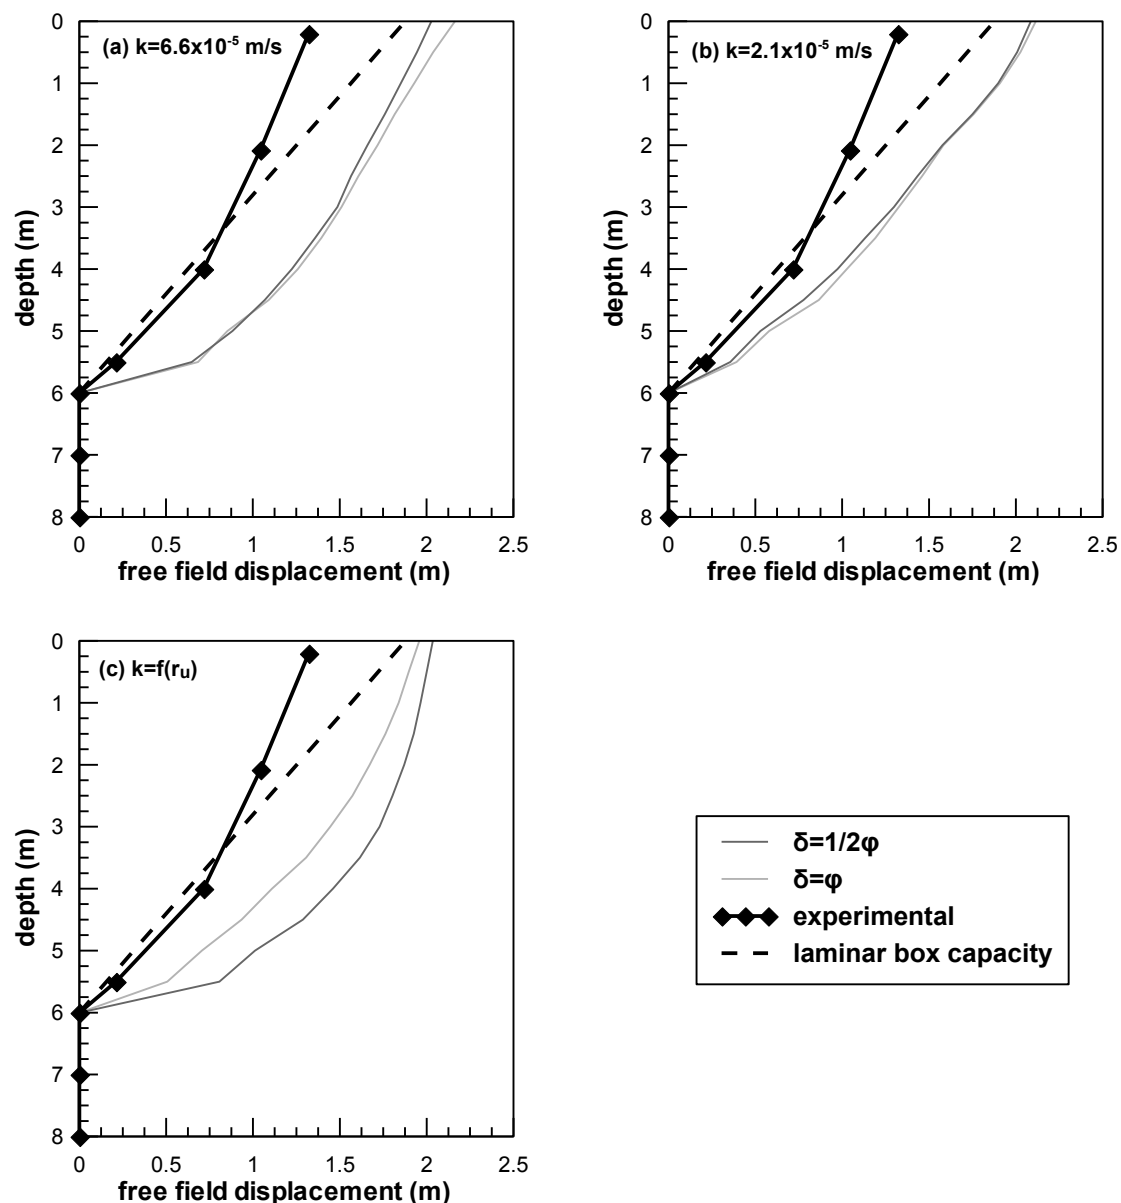 (a) k=6.6x10⁻⁵ m/s
0
1
2
3
4
5
6
7
8
depth (m)
0 0.5 1 1.5 2 2.5
free field displacement (m)
(b) k=2.1x10⁻⁵ m/s
0
1
2
3
4
5
6
7
8
depth (m)
0 0.5 1 1.5 2 2.5
free field displacement (m)
(c) k=f(rᵤ)
0
1
2
3
4
5
6
7
8
depth (m)
0 0.5 1 1.5 2 2.5
free field displacement (m)
δ=1/2φ
δ=φ
experimental
laminar box capacity